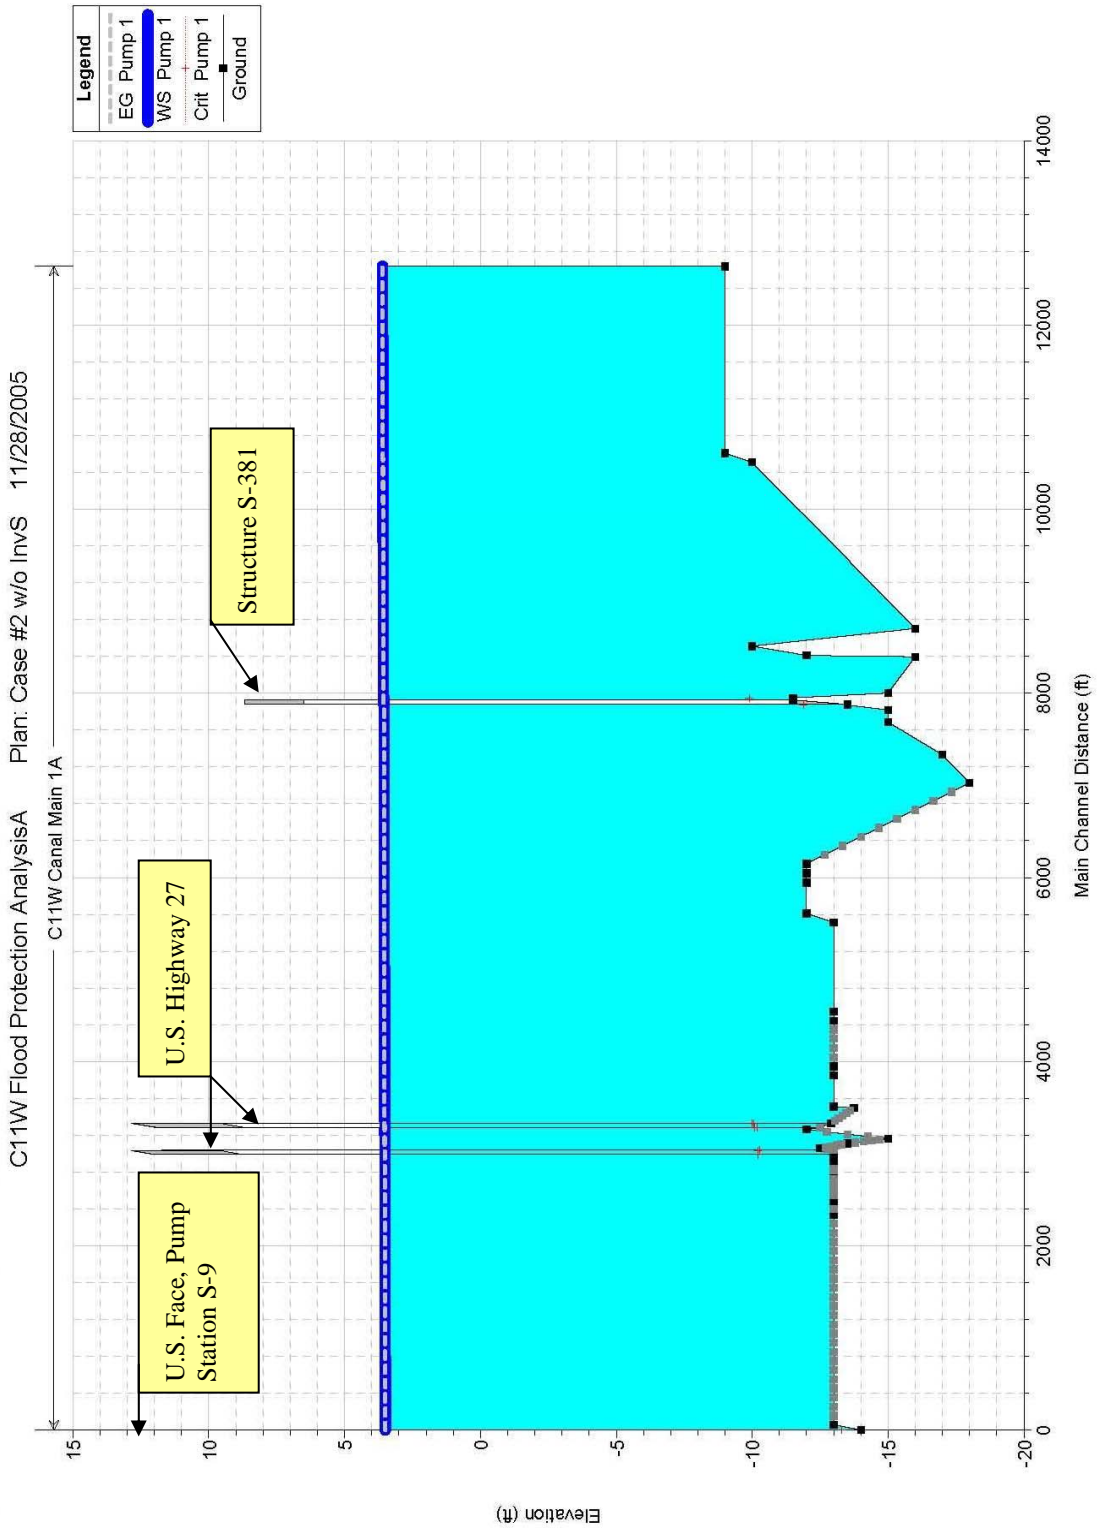 C11W Flood Protection AnalysisA Plan: Case #2 w/o InvS 11/28/2005
C11W Canal Main 1A
Legend
EG Pump 1
WS Pump 1
Crit Pump 1
Ground
U.S. Face, Pump
Station S-9
U.S. Highway 27
Structure S-381
Elevation (ft)
15
10
5
0
-5
-10
-15
-20
0
2000
4000
6000
8000
10000
12000
14000
Main Channel Distance (ft)